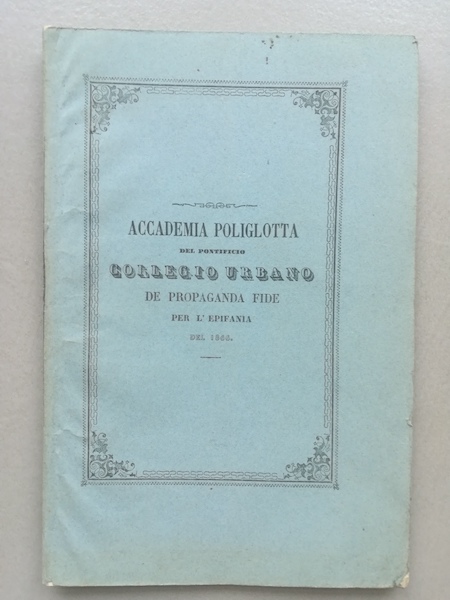 ACCADEMIA POLIGLOTTA
DEL PONTIFICIO
COLLEGIO URBANO
DE PROPAGANDA FIDE
PER L'EPIFANIA
DEL